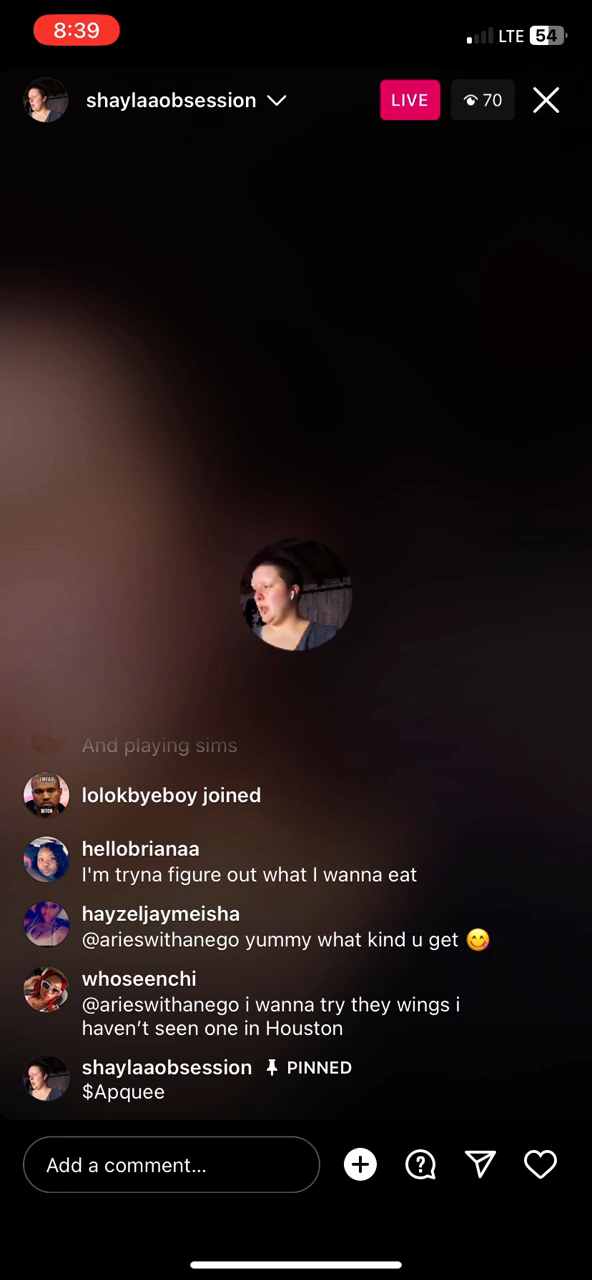 8:39
LTE 54
shaylaaobsession
LIVE
70
And playing sims
lolokbyeboy joined
hellobrianaa
I'm tryna figure out what I wanna eat
hayzeljaymeisha
@arieswithanego yummy what kind u get 😋
whoseenchi
@arieswithanego i wanna try they wings i
haven't seen one in Houston
shaylaaobsession PINNED
$Apquee
Add a comment...